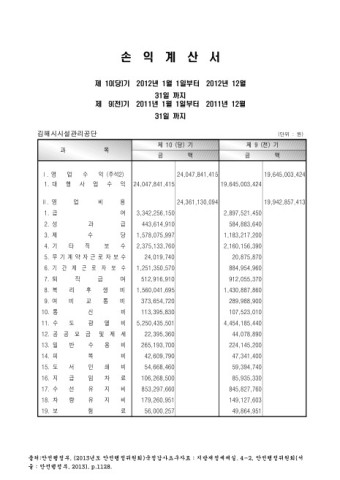 손 익 계 산 서
제 10(당)기 2012년 1월 1일부터 2012년 12월
31일 까지
제 9(전)기 2011년 1월 1일부터 2011년 12월
31일 까지
김해시시설관리공단 (단위 : 원)
과 목 제 10 (당) 기 제 9 (전) 기
금 액 금 액
Ⅰ. 영 업 수 익 (주석2) 24,047,841,415 19,645,003,424
1. 대 행 사 업 수 익 24,047,841,415 19,645,003,424
Ⅱ. 영 업 비 용 24,361,130,094 19,942,857,413
1. 급 여 3,342,256,150 2,897,521,450
2. 성 과 급 443,614,910 584,883,640
3. 제 수 당 1,578,075,997 1,183,217,200
4. 기 타 직 보 수 2,375,133,760 2,160,156,390
5. 무기계약자근로자보수 24,019,740 20,875,870
6. 기 간 제 근 로 자 보 수 1,251,350,570 884,954,960
7. 퇴 직 급 여 512,916,910 912,055,370
8. 복 리 후 생 비 1,560,041,695 1,430,887,860
9. 여 비 교 통 비 373,654,720 289,988,900
10. 통 신 비 113,395,630 107,523,010
11. 수 도 광 열 비 5,250,435,501 4,454,185,440
12. 공 공 요 금 및 제 세 22,395,360 44,078,890
13. 일 반 수 용 비 265,193,700 224,145,200
14. 피 복 비 42,609,790 47,341,400
15. 도 서 인 쇄 비 54,668,460 59,394,740
16. 지 급 임 차 료 106,268,500 85,935,330
17. 수 선 유 지 비 853,297,660 845,827,760
18. 차 량 유 지 비 179,260,951 149,127,603
19. 보 험 료 56,000,257 49,864,951
출처:안전행정부. (2013년도 안전행정위원회)국정감사요구자료 : 지방재정세제실. 4-2, 안전행정위원회(서
울 : 안전행정부, 2013). p.1128.